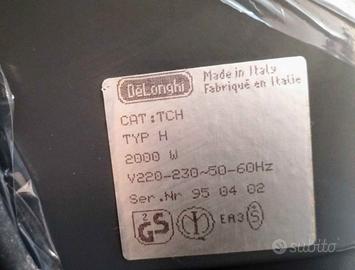 DeLonghi
Made in Italy
Fabriqué en Italie
CAT:TCH
TYP H
2000 W
V220-230~50-60Hz
Ser.Nr 95 04 02
GS
EA3 S
subito